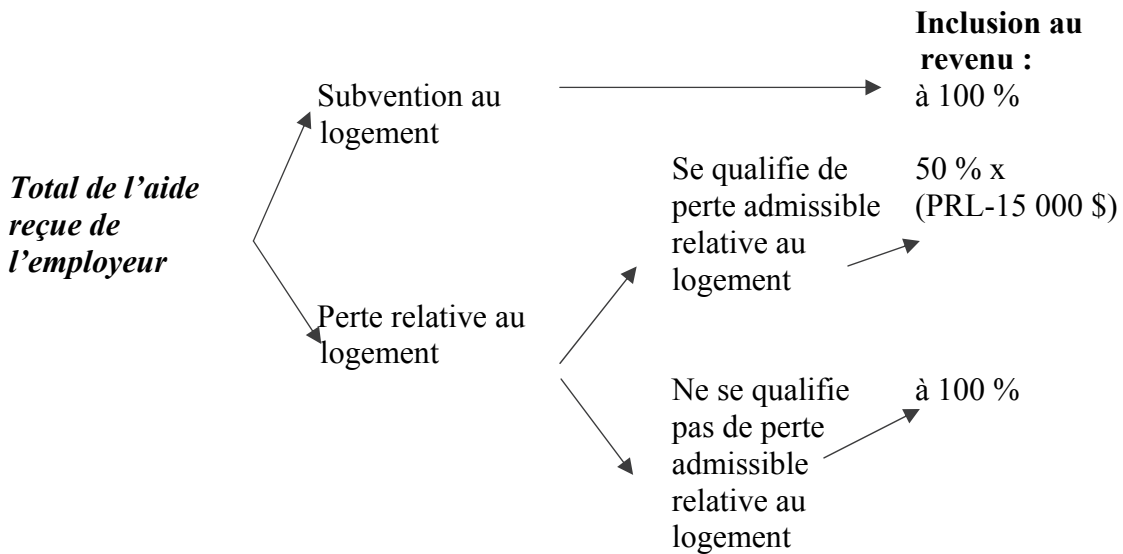 Inclusion au
revenu :
à 100 %
Subvention au
logement
Total de l'aide
reçue de
l'employeur
Se qualifie de
perte admissible
relative au
logement
50 % x
(PRL-15 000 $)
Perte relative au
logement
Ne se qualifie
pas de perte
admissible
relative au
logement
à 100 %